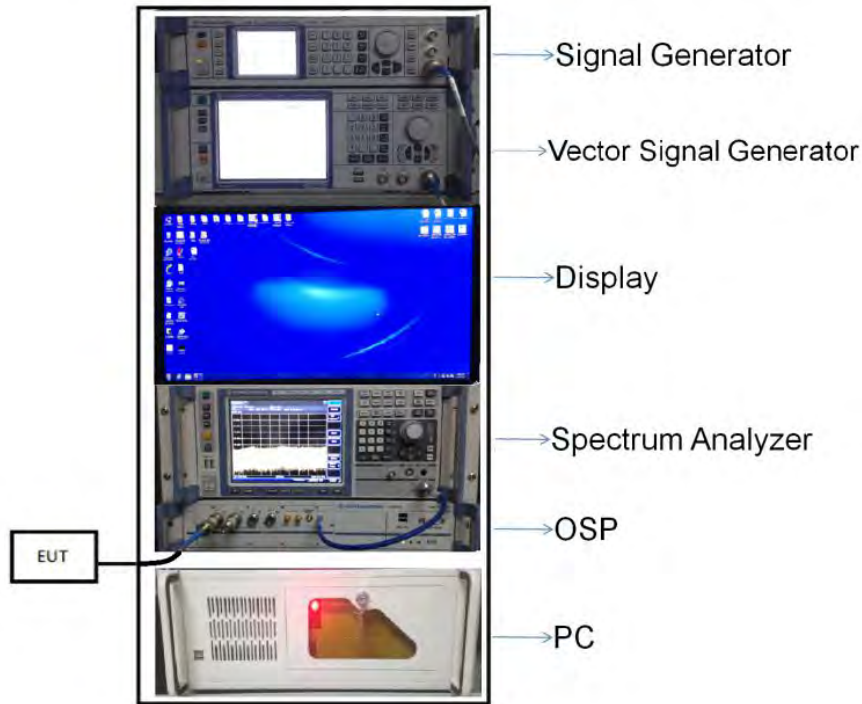 Signal Generator
Vector Signal Generator
Display
Spectrum Analyzer
OSP
EUT
PC